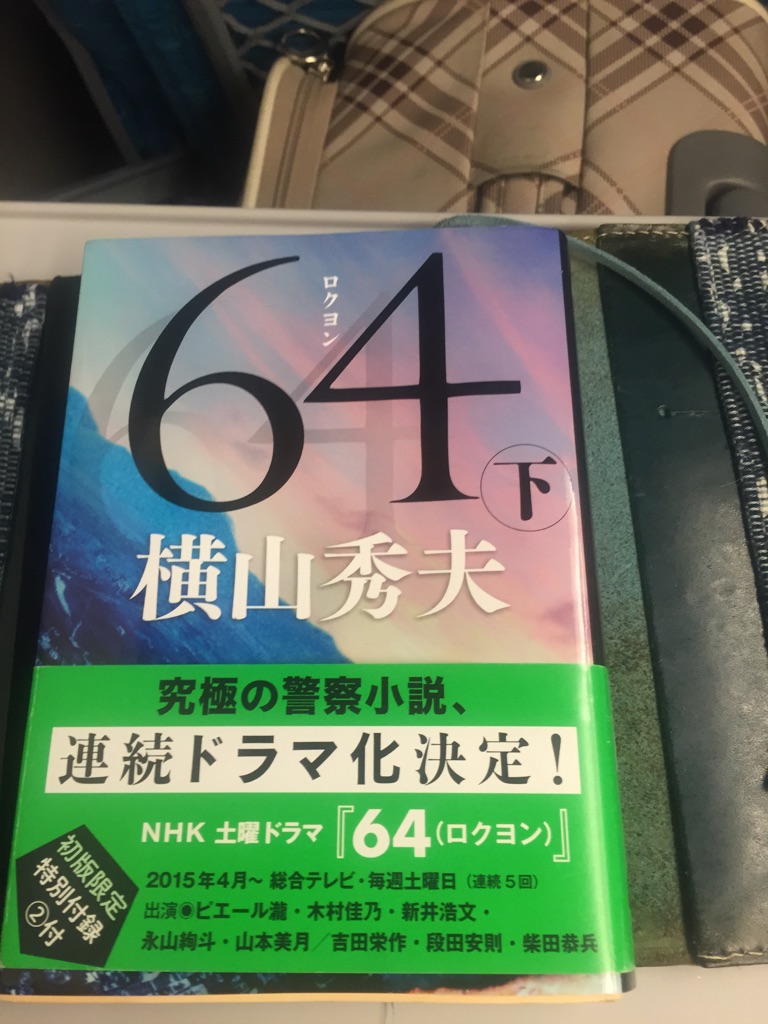 64
ロクヨン
下
横山秀夫
究極の警察小説、
連続ドラマ化決定!
NHK 土曜ドラマ『64(ロクヨン)』
2015年4月〜 総合テレビ・毎週土曜日(連続5回)
出演◉ピエール瀧・木村佳乃・新井浩文・
永山絢斗・山本美月/吉田栄作・段田安則・柴田恭兵
初版限定
特別付録
②付